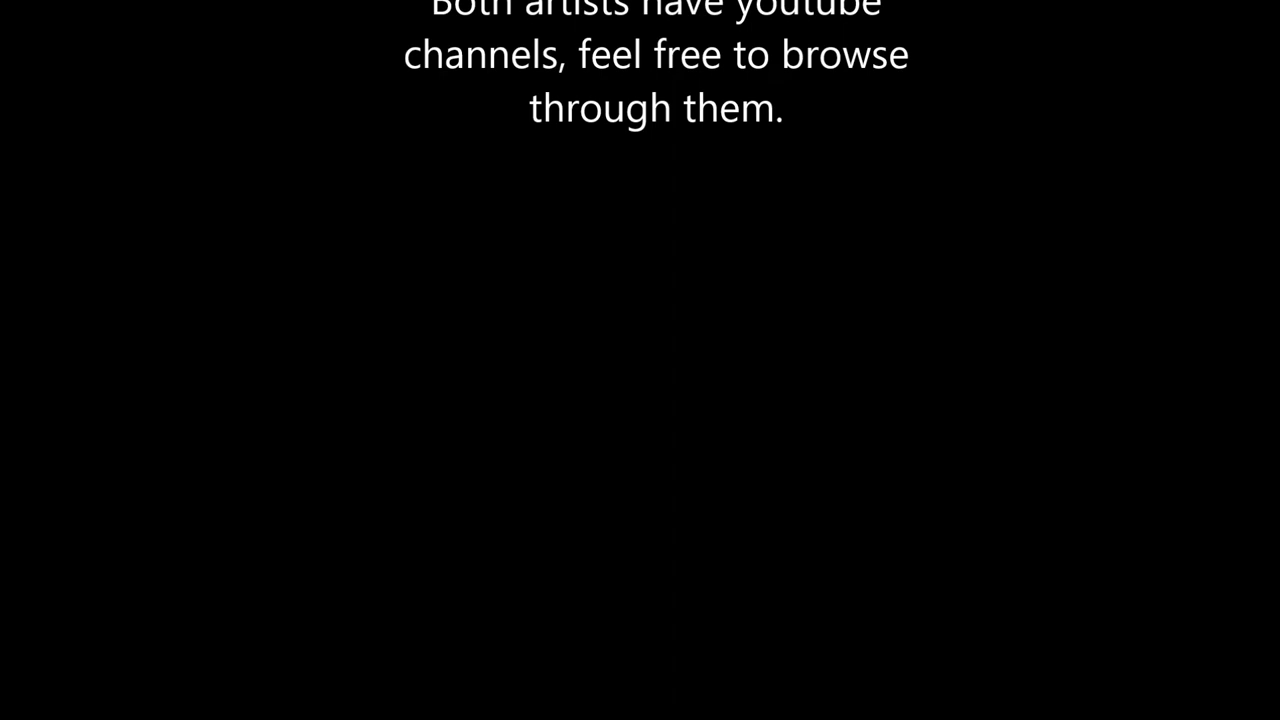 Both artists have youtube
channels, feel free to browse
through them.